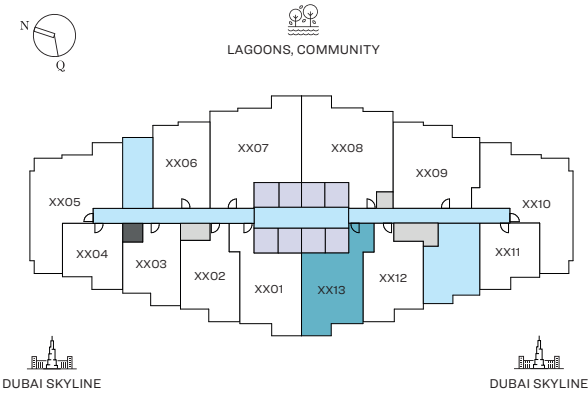 N
Q
LAGOONS, COMMUNITY
XX06
XX07
XX08
XX09
XX05
XX10
XX04
XX03
XX02
XX01
XX13
XX12
XX11
DUBAI SKYLINE
DUBAI SKYLINE